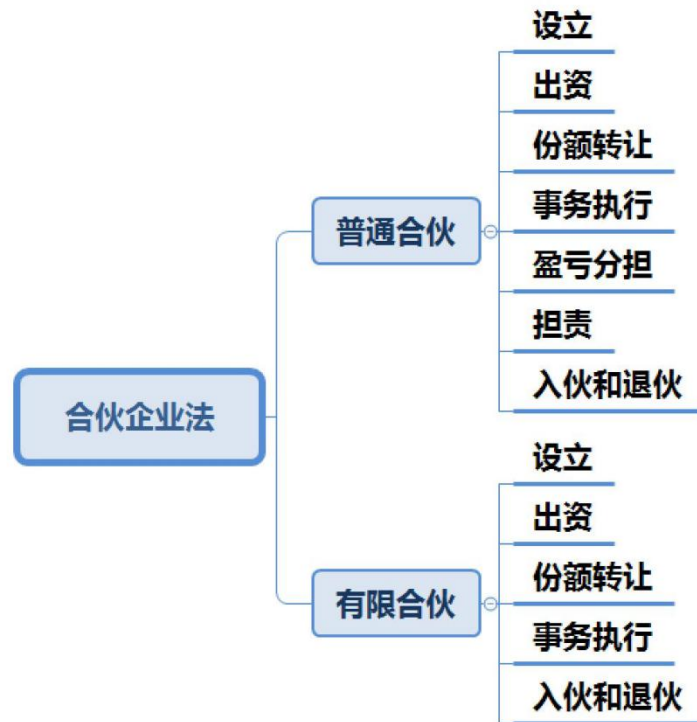 合伙企业法
普通合伙
设立
出资
份额转让
事务执行
盈亏分担
担责
入伙和退伙
有限合伙
设立
出资
份额转让
事务执行
入伙和退伙